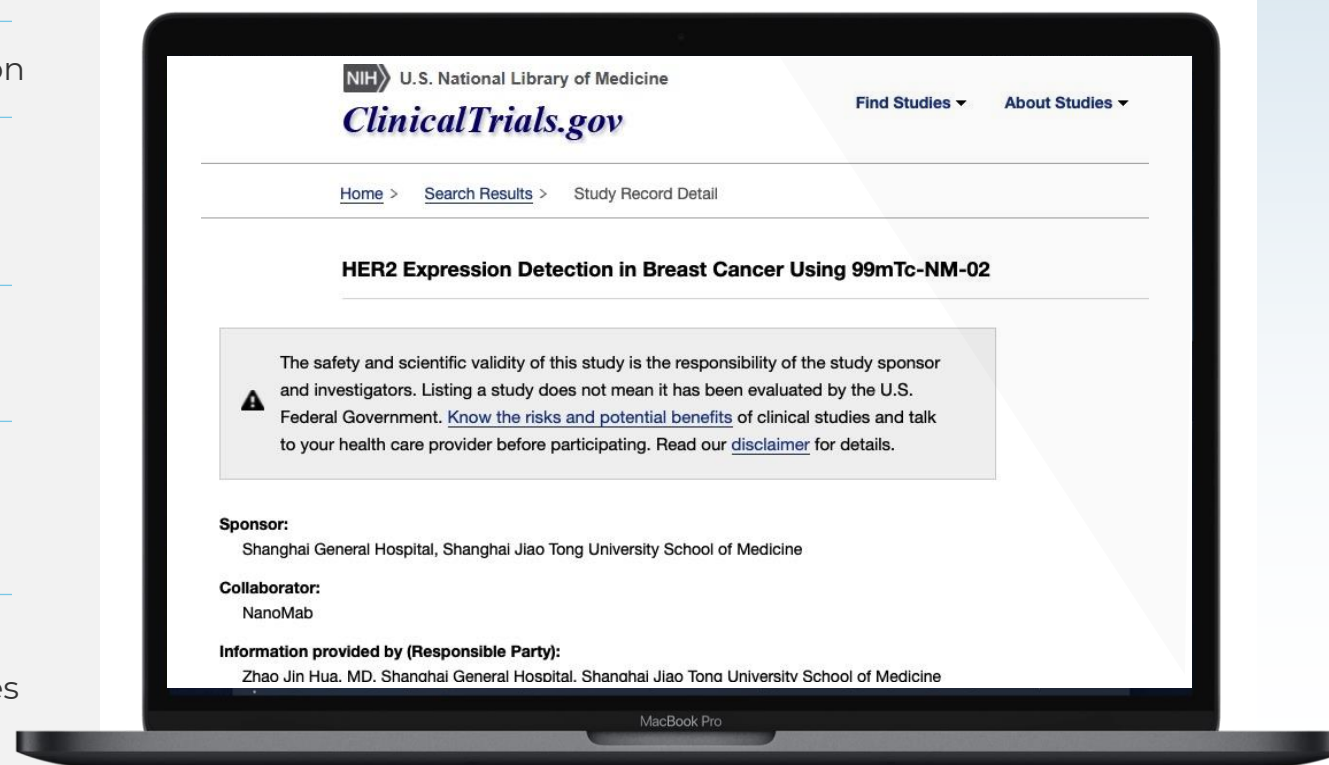 on
es
NIH U.S. National Library of Medicine
ClinicalTrials.gov
Find Studies
About Studies
Home > Search Results > Study Record Detail
HER2 Expression Detection in Breast Cancer Using 99mTc-NM-02
The safety and scientific validity of this study is the responsibility of the study sponsor
and investigators. Listing a study does not mean it has been evaluated by the U.S.
Federal Government. Know the risks and potential benefits of clinical studies and talk
to your health care provider before participating. Read our disclaimer for details.
Sponsor:
Shanghai General Hospital, Shanghai Jiao Tong University School of Medicine
Collaborator:
NanoMab
Information provided by (Responsible Party):
Zhao Jin Hua, MD, Shanghai General Hospital, Shanghai Jiao Tong University School of Medicine
MacBook Pro